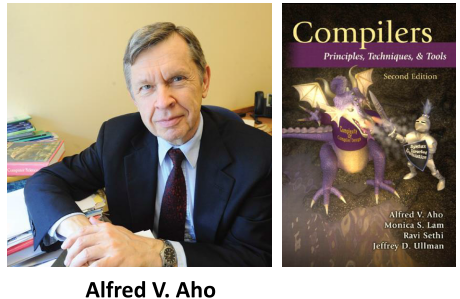 Compilers
Principles, Techniques, & Tools
Second Edition
Alfred V. Aho
Monica S. Lam
Ravi Sethi
Jeffrey D. Ullman
Alfred V. Aho